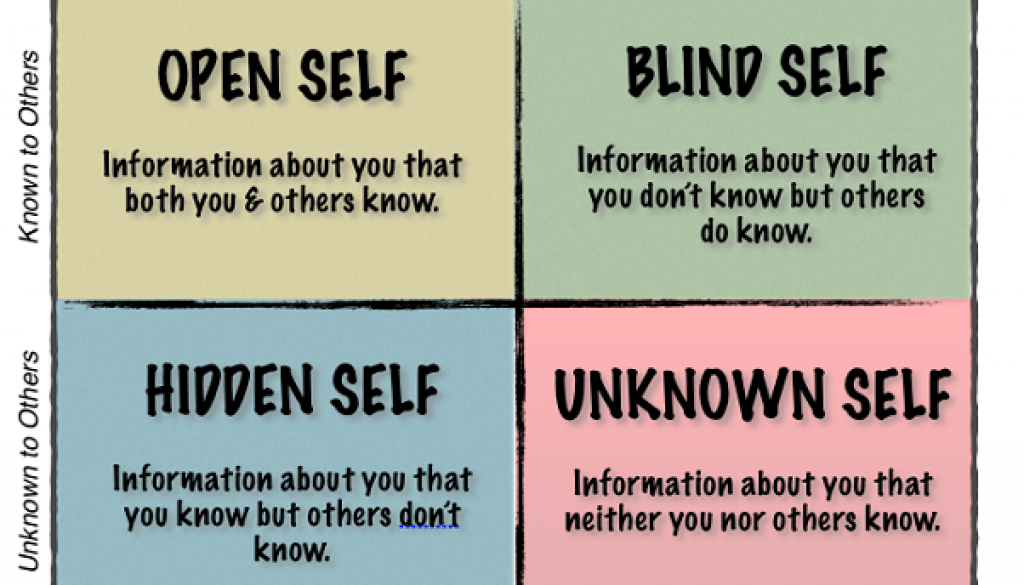 Known to Others
OPEN SELF
Information about you that
both you & others know.
BLIND SELF
Information about you that
you don't know but others
do know.
Unknown to Others
HIDDEN SELF
Information about you that
you know but others don't
know.
UNKNOWN SELF
Information about you that
neither you nor others know.